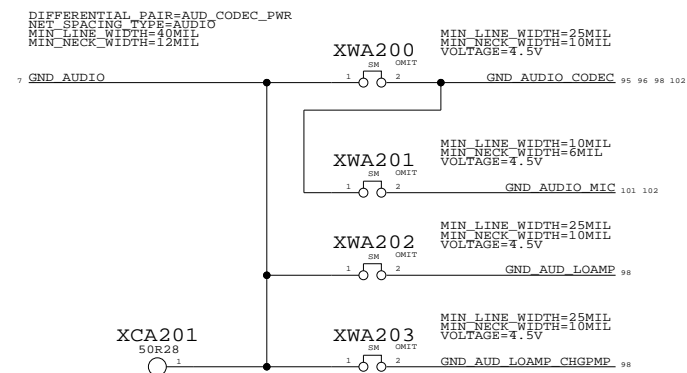 DIFFERENTIAL_PAIR=AUD_CODEC_PWR
NET_SPACING_TYPE=AUDIO
MIN_LINE_WIDTH=40MIL
MIN_NECK_WIDTH=12MIL
XWA200
SM OMIT
1 2
MIN_LINE_WIDTH=25MIL
MIN_NECK_WIDTH=10MIL
VOLTAGE=4.5V
7 GND_AUDIO
GND_AUDIO_CODEC 95 96 98 102
XWA201
SM OMIT
1 2
MIN_LINE_WIDTH=10MIL
MIN_NECK_WIDTH=6MIL
VOLTAGE=4.5V
GND_AUDIO_MIC 101 102
XWA202
SM OMIT
1 2
MIN_LINE_WIDTH=25MIL
MIN_NECK_WIDTH=10MIL
VOLTAGE=4.5V
GND_AUD_LOAMP 98
XCA201
50R28
1
XWA203
SM OMIT
1 2
MIN_LINE_WIDTH=25MIL
MIN_NECK_WIDTH=10MIL
VOLTAGE=4.5V
GND_AUD_LOAMP_CHGPMP 98